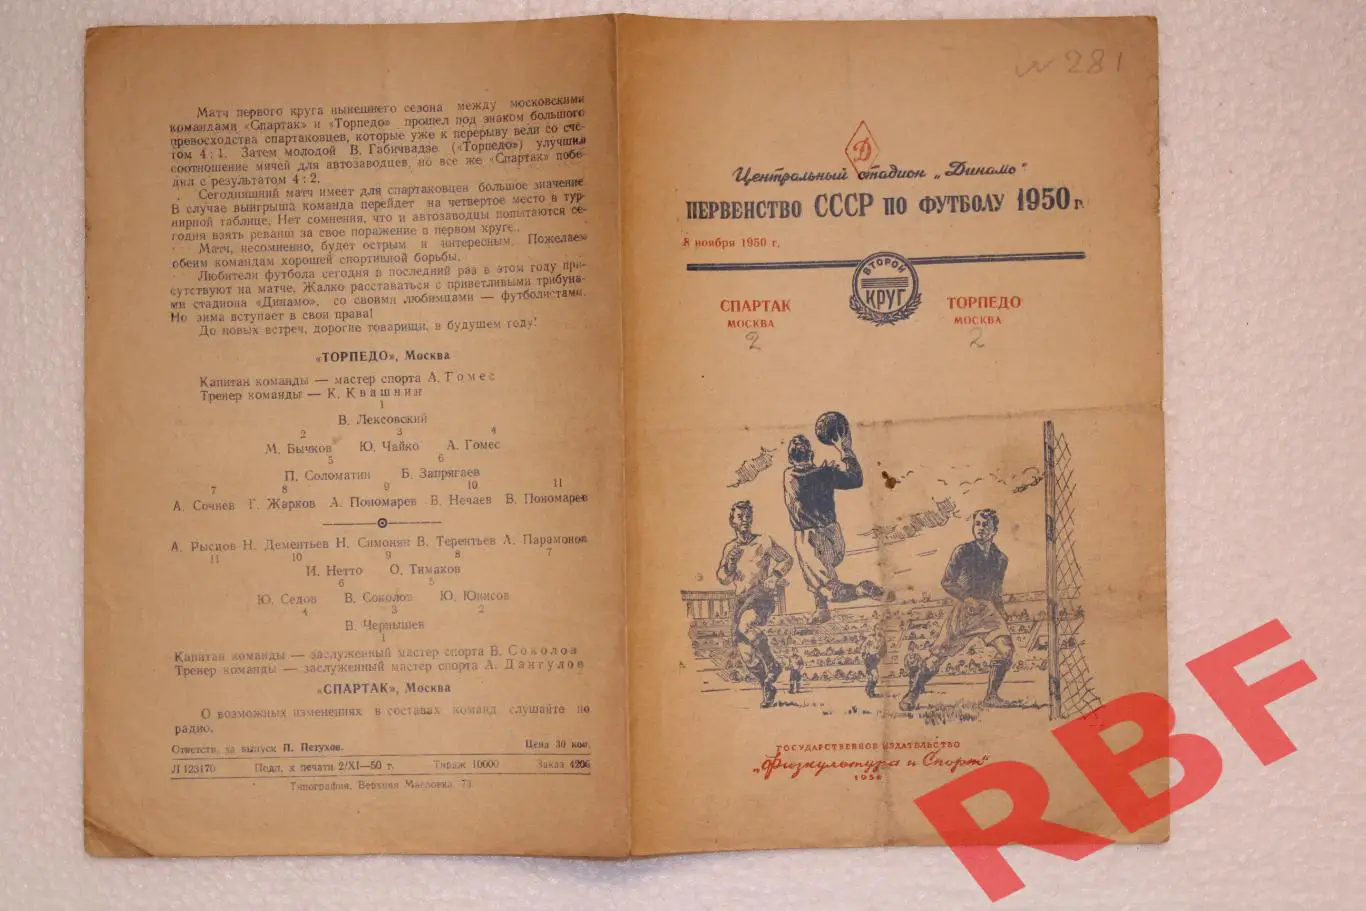 Матч первого круга нынешнего сезона между московскими
командами «Спартак» и «Торпедо» прошел под знаком большого
превосходства спартаковцев, которые уже к перерыву вели со сче-
том 4:1. Затем молодой В. Габичвадзе («Торпедо») улучшил
соотношение мячей для автозаводцев, но все же «Спартак» побе-
дил с результатом 4:2.
Сегодняшний матч имеет для спартаковцев большое значение.
В случае выигрыша команда перейдет на четвертое место в тур-
нирной таблице. Нет сомнения, что и автозаводцы попытаются се-
годня взять реванш за свое поражение в первом круге.
Матч, несомненно, будет острым и интересным. Пожелаем
обеим командам хорошей спортивной борьбы.
Любители футбола сегодня в последний раз в этом году при-
сутствуют на матче. Жалко расставаться с приветливыми трибуна-
ми стадиона «Динамо», со своими любимцами — футболистами.
Но зима вступает в свои права!
До новых встреч, дорогие товарищи, в будущем году!
«ТОРПЕДО», Москва
Капитан команды — мастер спорта А. Гомес
Тренер команды — К. Квашнин
1
В. Лексовский
2 3 4
М. Бычков Ю. Чайко А. Гомес
5 6
П. Соломатин Б. Запрягаев
7 8 9 10 11
А. Сочнев Г. Жарков А. Пономарев В. Нечаев В. Пономарев
А. Рысцов Н. Дементьев Н. Симонян В. Терентьев А. Парамонов
11 10 9 8 7
И. Нетто О. Тимаков
6 5
Ю. Седов В. Соколов Ю. Юнисов
4 3 2
В. Чернышев
1
Капитан команды — заслуженный мастер спорта В. Соколов
Тренер команды — заслуженный мастер спорта А. Дангулов
«СПАРТАК», Москва
О возможных изменениях в составах команд слушайте по
радио.
Ответств. за выпуск П. Петухов. Цена 30 коп.
Л 123170 Подп. к печати 2/XI—50 г. Тираж 10000 Заказ 4206
Типография, Верхняя Масловка, 73
281
Д
Центральный стадион „Динамо"
ПЕРВЕНСТВО СССР ПО ФУТБОЛУ 1950 г.
8 ноября 1950 г.
ВТОРОЙ
КРУГ
СПАРТАК ТОРПЕДО
МОСКВА МОСКВА
2 2
ГОСУДАРСТВЕННОЕ ИЗДАТЕЛЬСТВО
„Физкультура и Спорт"
1950
RBF